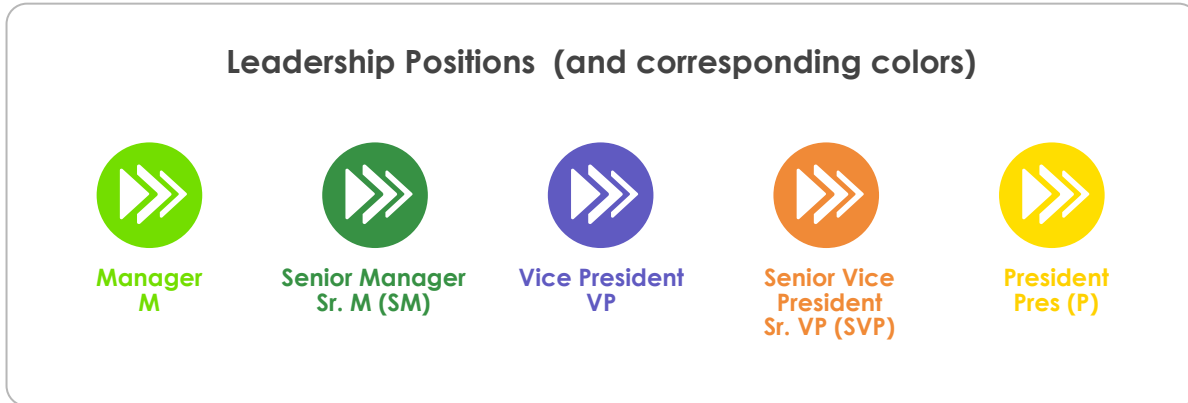 Leadership Positions (and corresponding colors)
Manager
M
Senior Manager
Sr. M (SM)
Vice President
VP
Senior Vice
President
Sr. VP (SVP)
President
Pres (P)